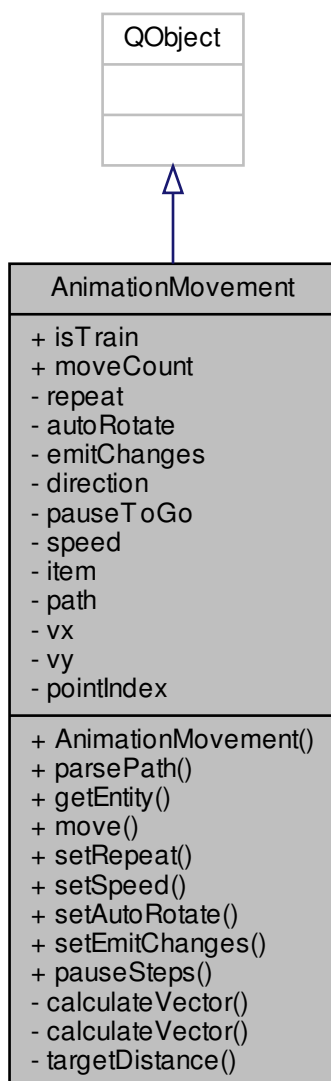 QObject
AnimationMovement
+ isTrain
+ moveCount
- repeat
- autoRotate
- emitChanges
- direction
- pauseToGo
- speed
- item
- path
- vx
- vy
- pointIndex
+ AnimationMovement()
+ parsePath()
+ getEntity()
+ move()
+ setRepeat()
+ setSpeed()
+ setAutoRotate()
+ setEmitChanges()
+ pauseSteps()
- calculateVector()
- calculateVector()
- targetDistance()